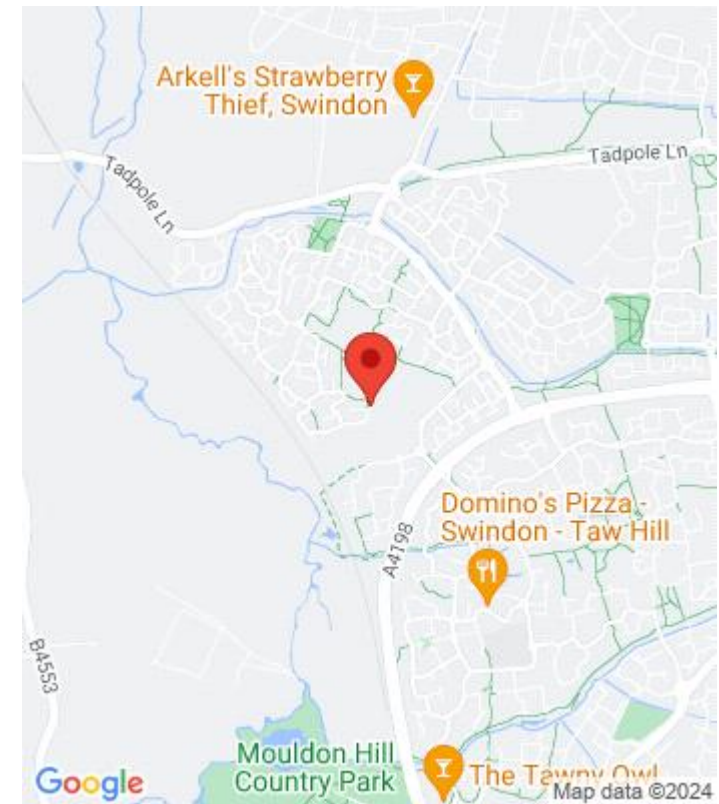 Arkell's Strawberry
Thief, Swindon
Tadpole Ln
Tadpole Ln
Domino's Pizza -
Swindon - Taw Hill
A4198
B4553
Mouldon Hill
Country Park
The Tawny Owl
Google
Map data ©2024